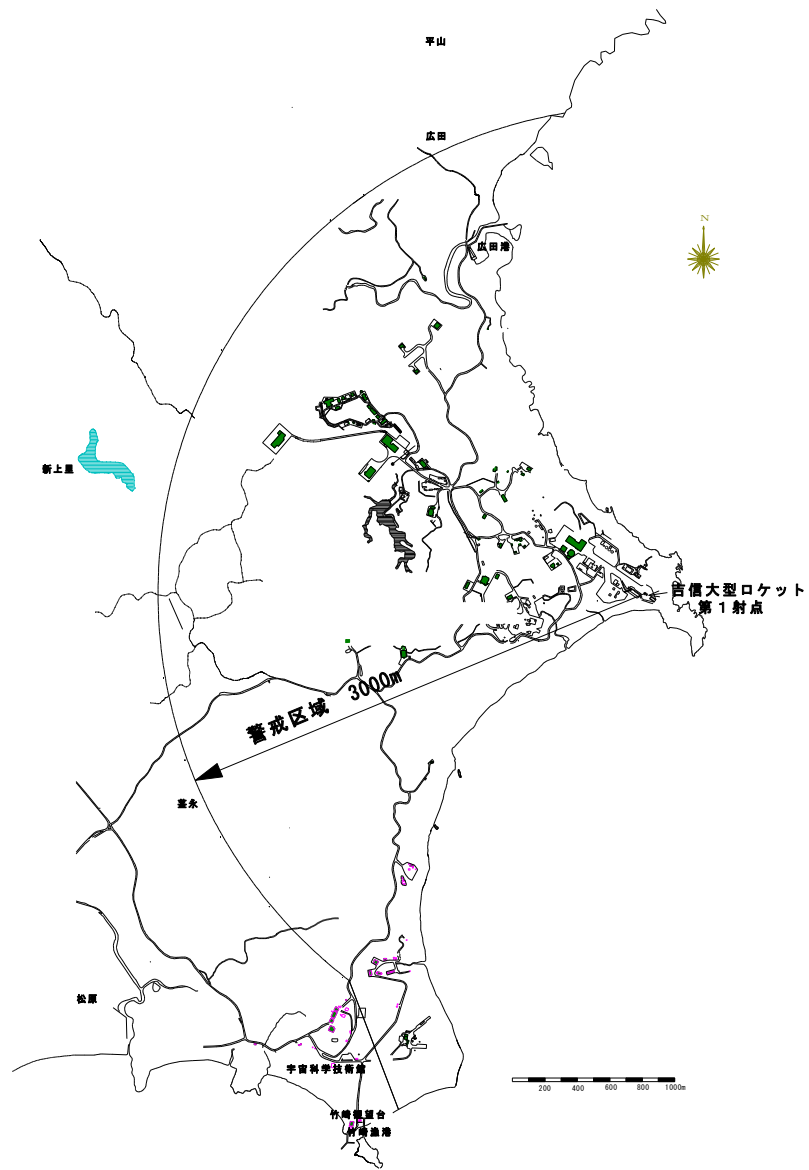 平山
広田
N
広田港
新上里
吉信大型ロケット
第1射点
警戒区域 3000m
茎永
松原
宇宙科学技術館
竹崎観望台
竹崎漁港
200 400 600 800 1000m